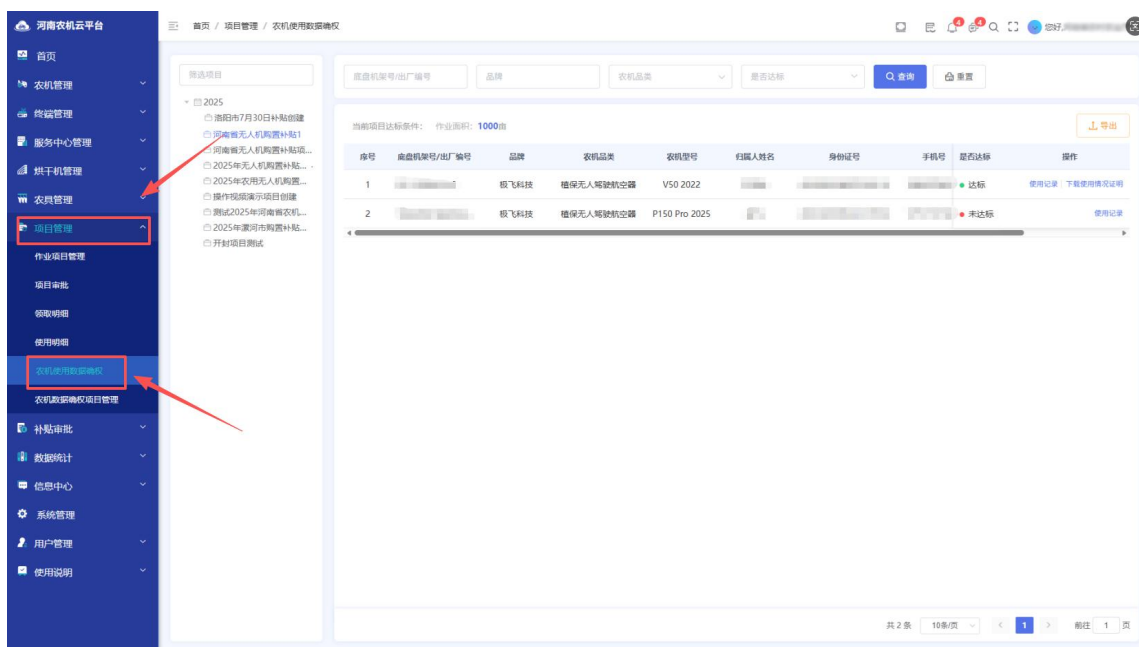 河南农机云平台
首页 / 项目管理 / 农机使用数据确权
4
4
您好,
首页
农机管理
终端管理
服务中心管理
烘干机管理
农具管理
项目管理
作业项目管理
项目审批
领取明细
使用明细
农机使用数据确权
农机数据确权项目管理
补贴审批
数据统计
信息中心
系统管理
用户管理
使用说明
筛选项目
2025
洛阳市7月30日补贴创建
河南省无人机购置补贴1
河南省无人机购置补贴项...
2025年无人机购置补贴...
2025年农用无人机购置...
操作视频演示项目创建
测试2025年河南省农机...
2025年漯河市购置补贴...
开封项目测试
底盘机架号/出厂编号 品牌 农机品类 是否达标 查询 重置
当前项目达标条件: 作业面积: 1000亩 导出
序号 底盘机架号/出厂编号 品牌 农机品类 农机型号 归属人姓名 身份证号 手机号 是否达标 操作
1 极飞科技 植保无人驾驶航空器 V50 2022 达标 使用记录 下载使用情况证明
2 极飞科技 植保无人驾驶航空器 P150 Pro 2025 未达标 使用记录
共 2 条 10条/页 1 前往 1 页